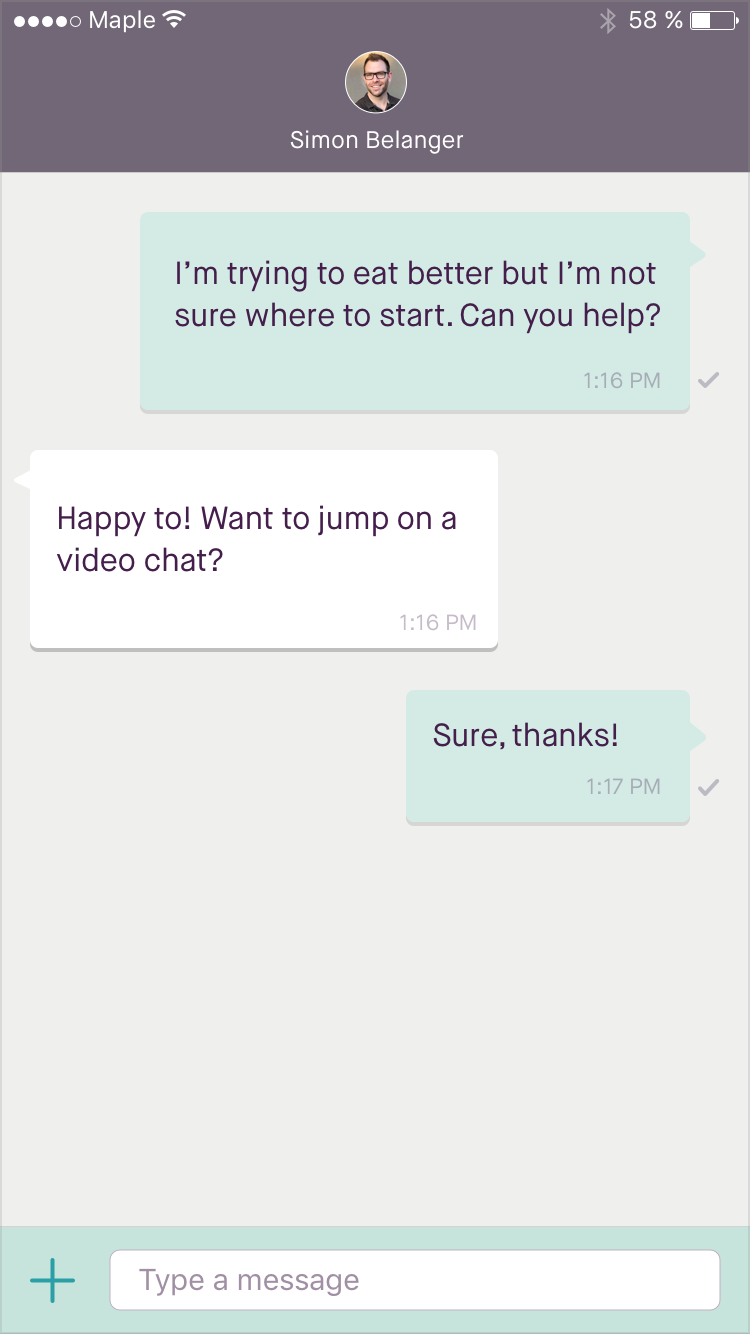 Maple 58 %
Simon Belanger
I’m trying to eat better but I’m not
sure where to start. Can you help?
1:16 PM
Happy to! Want to jump on a
video chat?
1:16 PM
Sure, thanks!
1:17 PM
Type a message